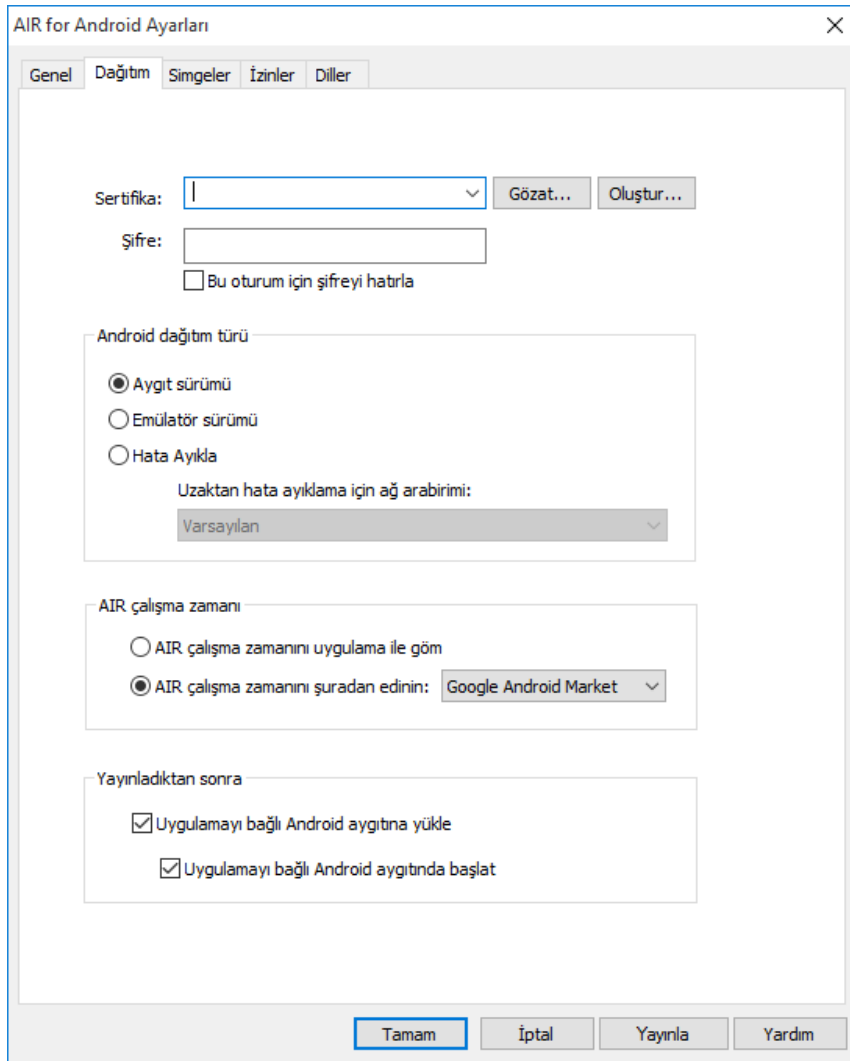 AIR for Android Ayarları
Genel Dağıtım Simgeler İzinler Diller
Sertifika: Gözat... Oluştur...
Şifre:
Bu oturum için şifreyi hatırla
Android dağıtım türü
Aygıt sürümü
Emülatör sürümü
Hata Ayıkla
Uzaktan hata ayıklama için ağ arabirimi:
Varsayılan
AIR çalışma zamanı
AIR çalışma zamanını uygulama ile göm
AIR çalışma zamanını şuradan edinin: Google Android Market
Yayınladıktan sonra
Uygulamayı bağlı Android aygıtına yükle
Uygulamayı bağlı Android aygıtında başlat
Tamam İptal Yayınla Yardım